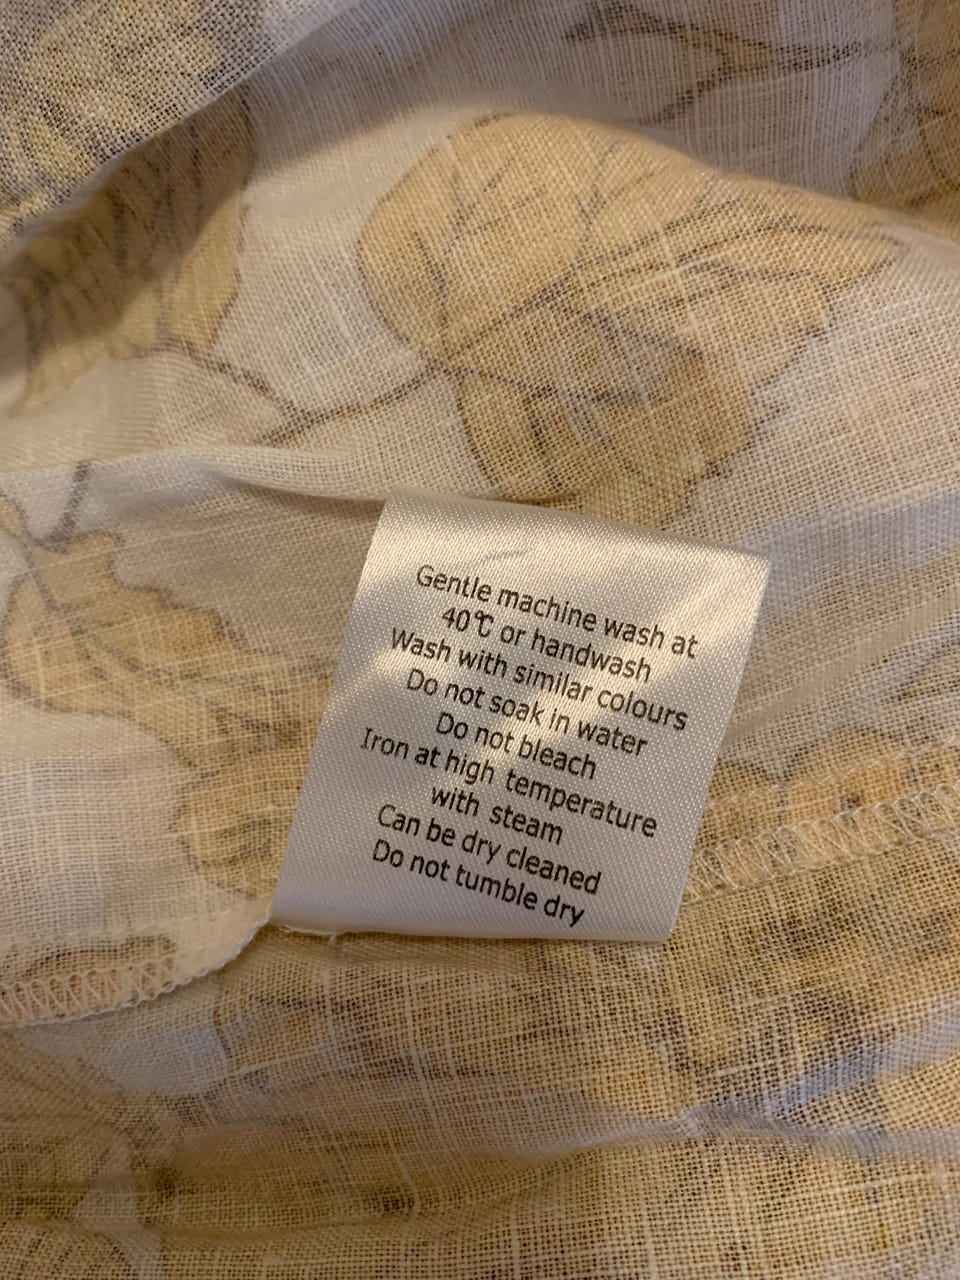 Gentle machine wash at
40℃ or handwash
Wash with similar colours
Do not soak in water
Do not bleach
Iron at high temperature
with steam
Can be dry cleaned
Do not tumble dry